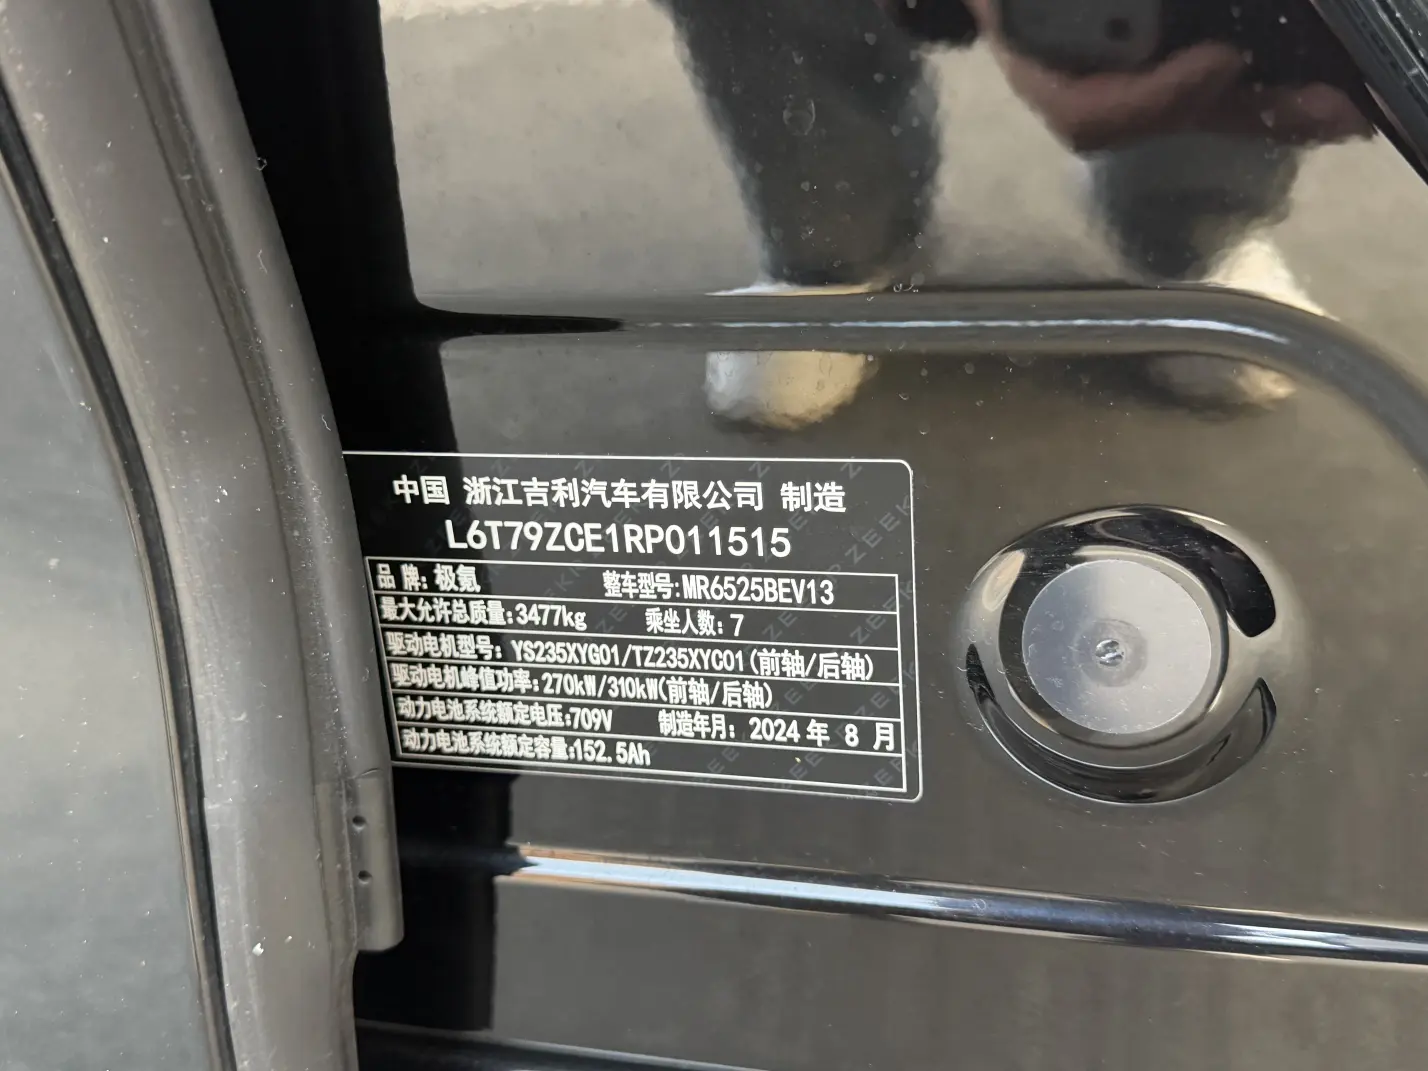 中国 浙江吉利汽车有限公司 制造
L6T79ZCE1RP011515
品 牌: 极氪 整车型号:MR6525BEV13
最大允许总质量:3477kg 乘坐人数: 7
驱动电机型号: YS235XYG01/TZ235XYC01(前轴/后轴)
驱动电机峰值功率:270kW/310kW(前轴/后轴)
动力电池系统额定电压:709V 制造年月: 2024 年 8 月
动力电池系统额定容量:152.5Ah